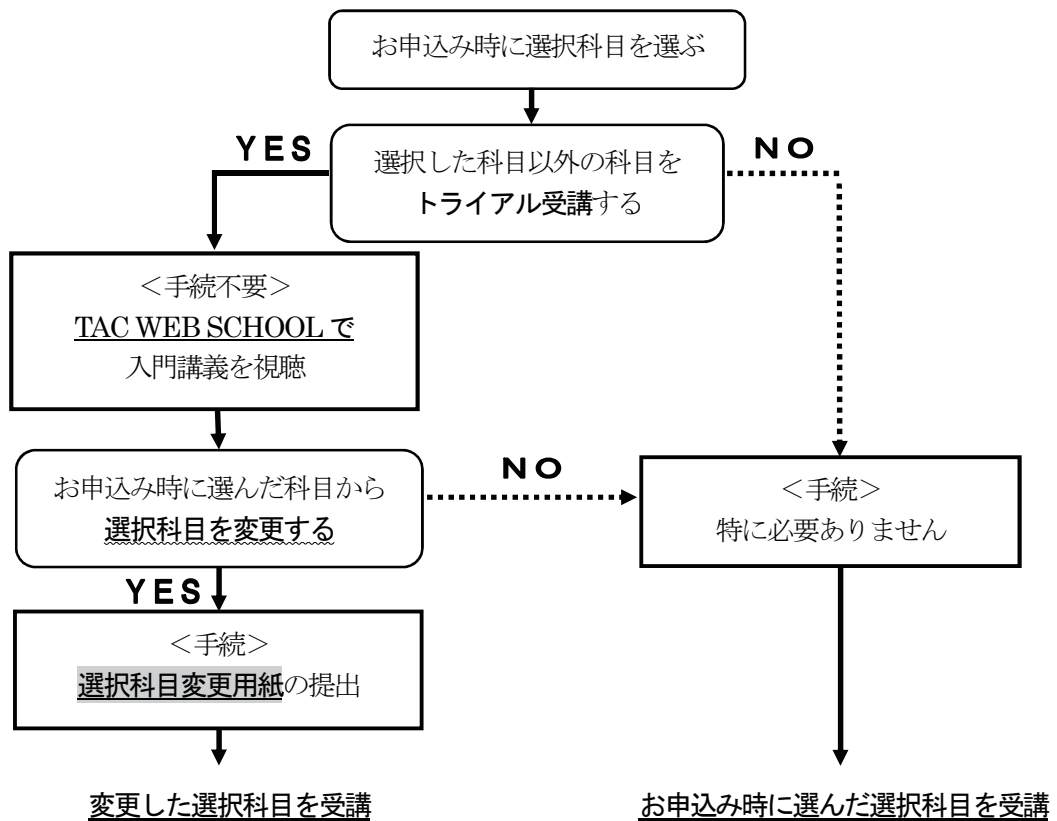 お申込み時に選択科目を選ぶ
YES
NO
選択した科目以外の科目を
トライアル受講する
＜手続不要＞
TAC WEB SCHOOL で
入門講義を視聴
お申込み時に選んだ科目から
選択科目を変更する
NO
＜手続＞
特に必要ありません
YES
＜手続＞
選択科目変更用紙の提出
変更した選択科目を受講
お申込み時に選んだ選択科目を受講